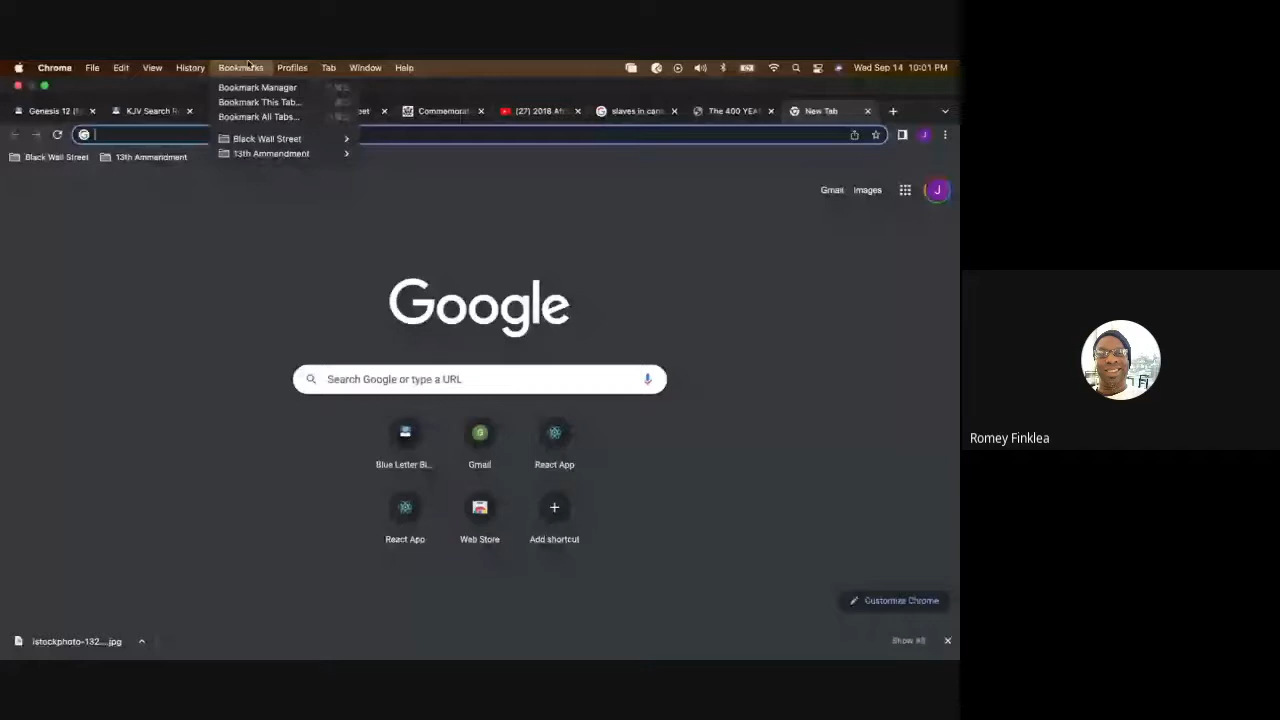 Chrome File Edit View History Bookmarks Profiles Tab Window Help Wed Sep 14 10:01 PM
Bookmark Manager
Bookmark This Tab...
Bookmark All Tabs...
Black Wall Street
13th Ammendment
Genesis 12 ( KJV Search R eet Commemorat (27) 2018 Afri slaves in cana The 400 YEA New Tab
Black Wall Street 13th Ammendment
Gmail Images J
Google
Search Google or type a URL
Blue Letter Bi... Gmail React App
React App Web Store Add shortcut
Customize Chrome
istockphoto-132....jpg Show All
Romey Finklea